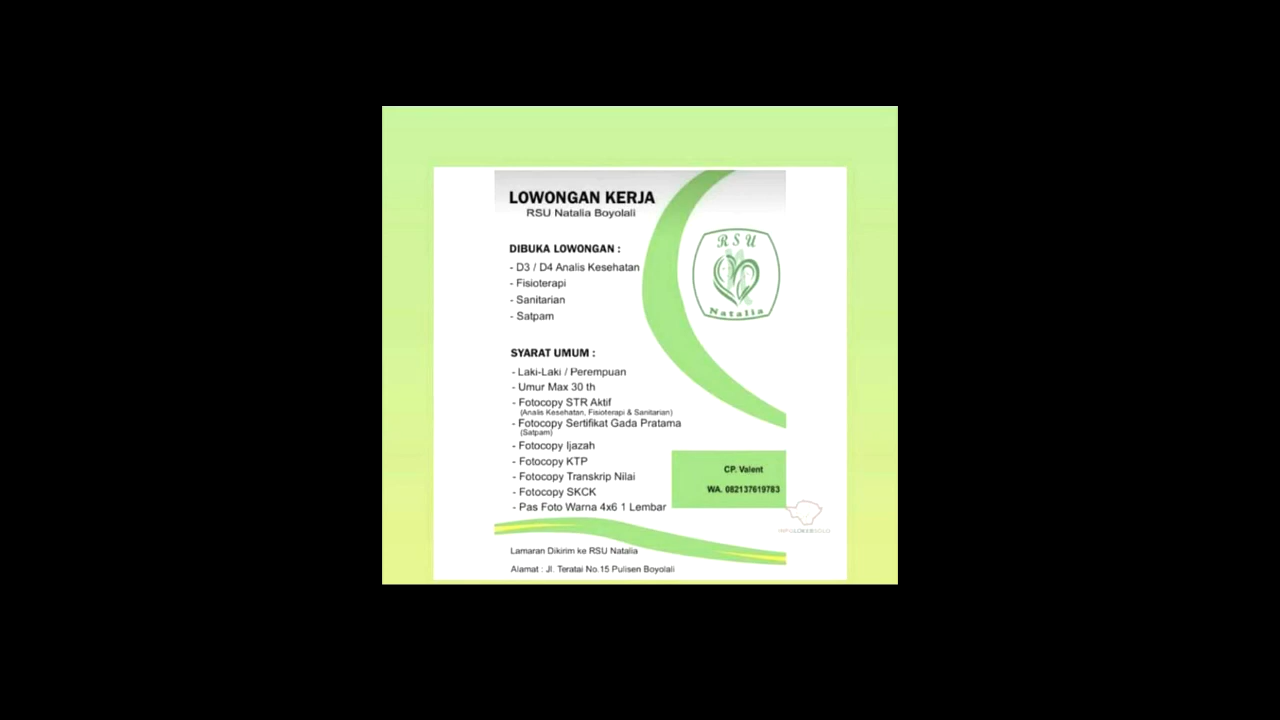 LOWONGAN KERJA
RSU Natalia Boyolali
RSU
Natalia
DIBUKA LOWONGAN :
- D3 / D4 Analis Kesehatan
- Fisioterapi
- Sanitarian
- Satpam
SYARAT UMUM :
- Laki-Laki / Perempuan
- Umur Max 30 th
- Fotocopy STR Aktif
(Analis Kesehatan, Fisioterapi & Sanitarian)
- Fotocopy Sertifikat Gada Pratama
(Satpam)
- Fotocopy Ijazah
- Fotocopy KTP
- Fotocopy Transkrip Nilai
- Fotocopy SKCK
- Pas Foto Warna 4x6 1 Lembar
CP. Valent
WA. 082137619783
Lamaran Dikirim ke RSU Natalia
Alamat : Jl. Teratai No.15 Pulisen Boyolali